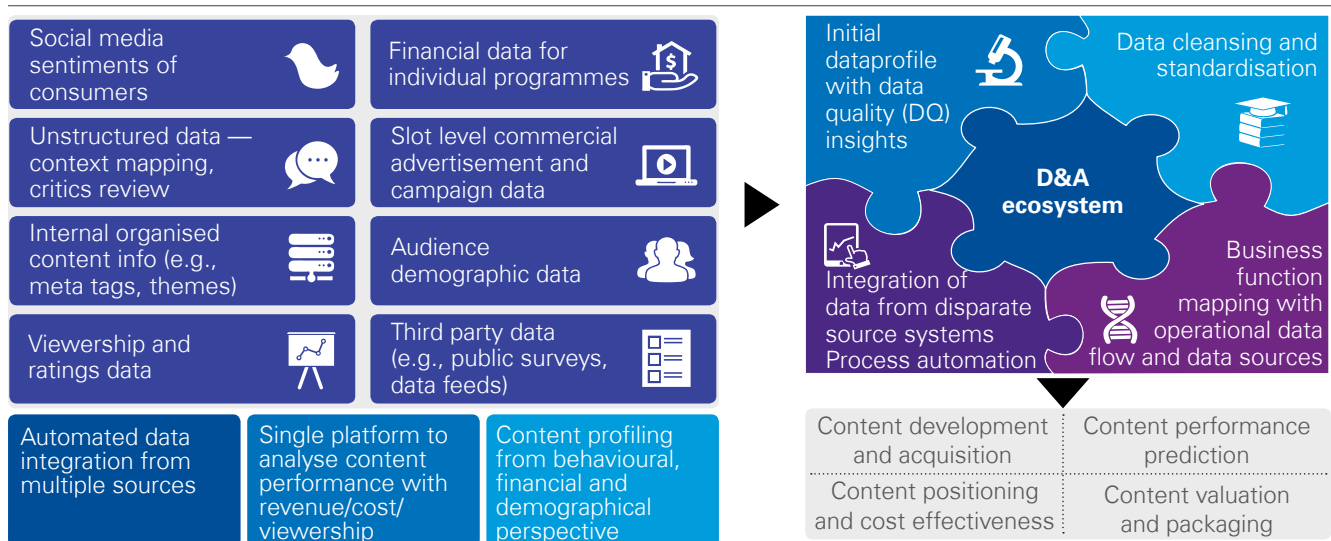 Social media
sentiments of
consumers
Financial data for
individual programmes
Unstructured data —
context mapping,
critics review
Slot level commercial
advertisement and
campaign data
Internal organised
content info (e.g.,
meta tags, themes)
Audience
demographic data
Viewership and
ratings data
Third party data
(e.g., public surveys,
data feeds)
Automated data
integration from
multiple sources
Single platform to
analyse content
performance with
revenue/cost/
viewership
Content profiling
from behavioural,
financial and
demographical
perspective
Initial
dataprofile
with data
quality (DQ)
insights
Data cleansing and
standardisation
D&A
ecosystem
Integration of
data from disparate
source systems
Process automation
Business
function
mapping with
operational data
flow and data sources
Content development
and acquisition
Content performance
prediction
Content positioning
and cost effectiveness
Content valuation
and packaging